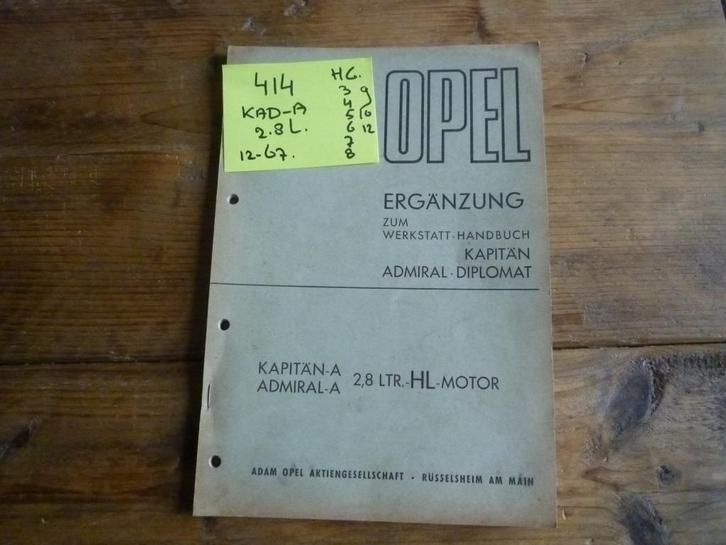 414
KAD-A
2.8L.
12-67.
HG.
3 9
4
5 10
6 12
7
8
OPEL
ERGÄNZUNG
ZUM
WERKSTATT-HANDBUCH
KAPITÄN
ADMIRAL · DIPLOMAT
KAPITÄN-A
ADMIRAL-A
2,8 LTR.-HL-MOTOR
ADAM OPEL AKTIENGESELLSCHAFT · RÜSSELSHEIM AM MAIN